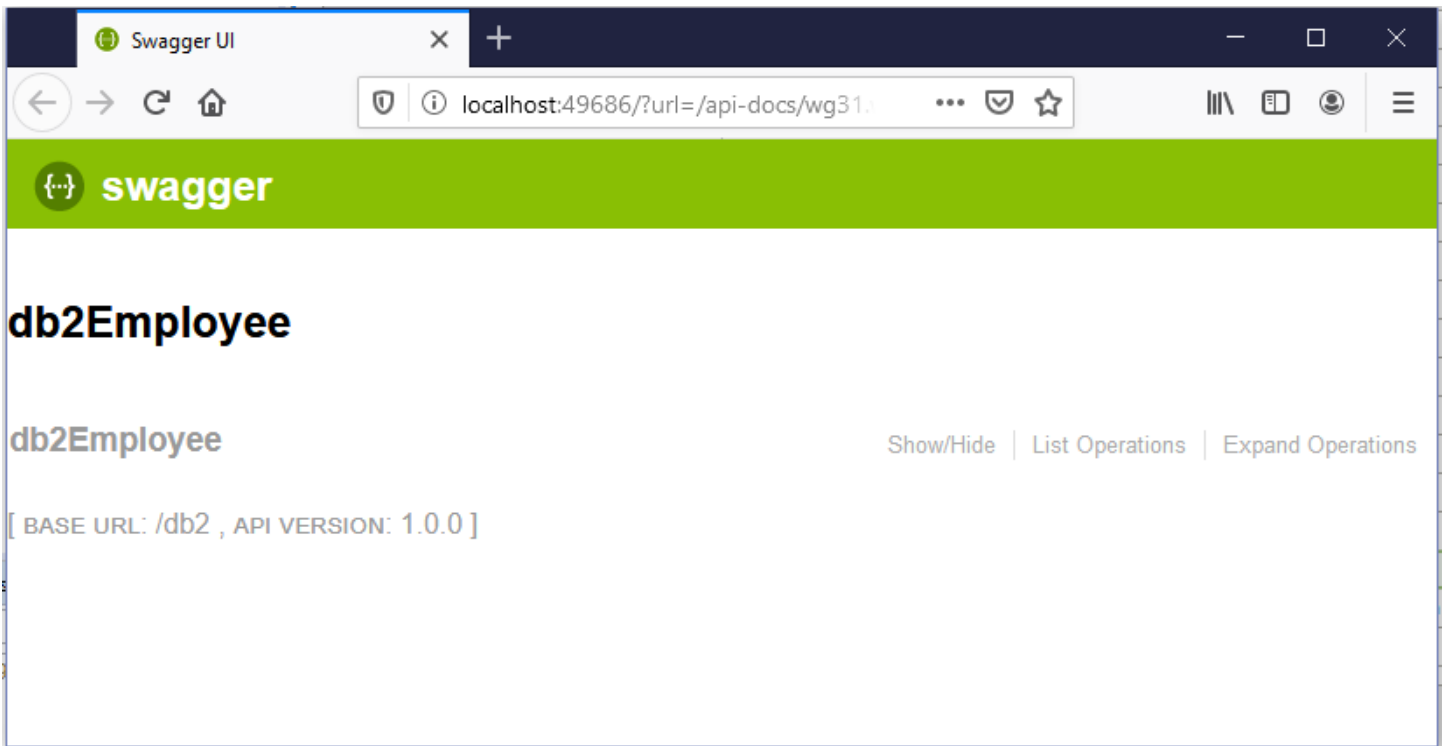 Swagger UI
localhost:49686/?url=/api-docs/wg31.
{···} swagger
db2Employee
db2Employee
Show/Hide | List Operations | Expand Operations
[ BASE URL: /db2 , API VERSION: 1.0.0 ]